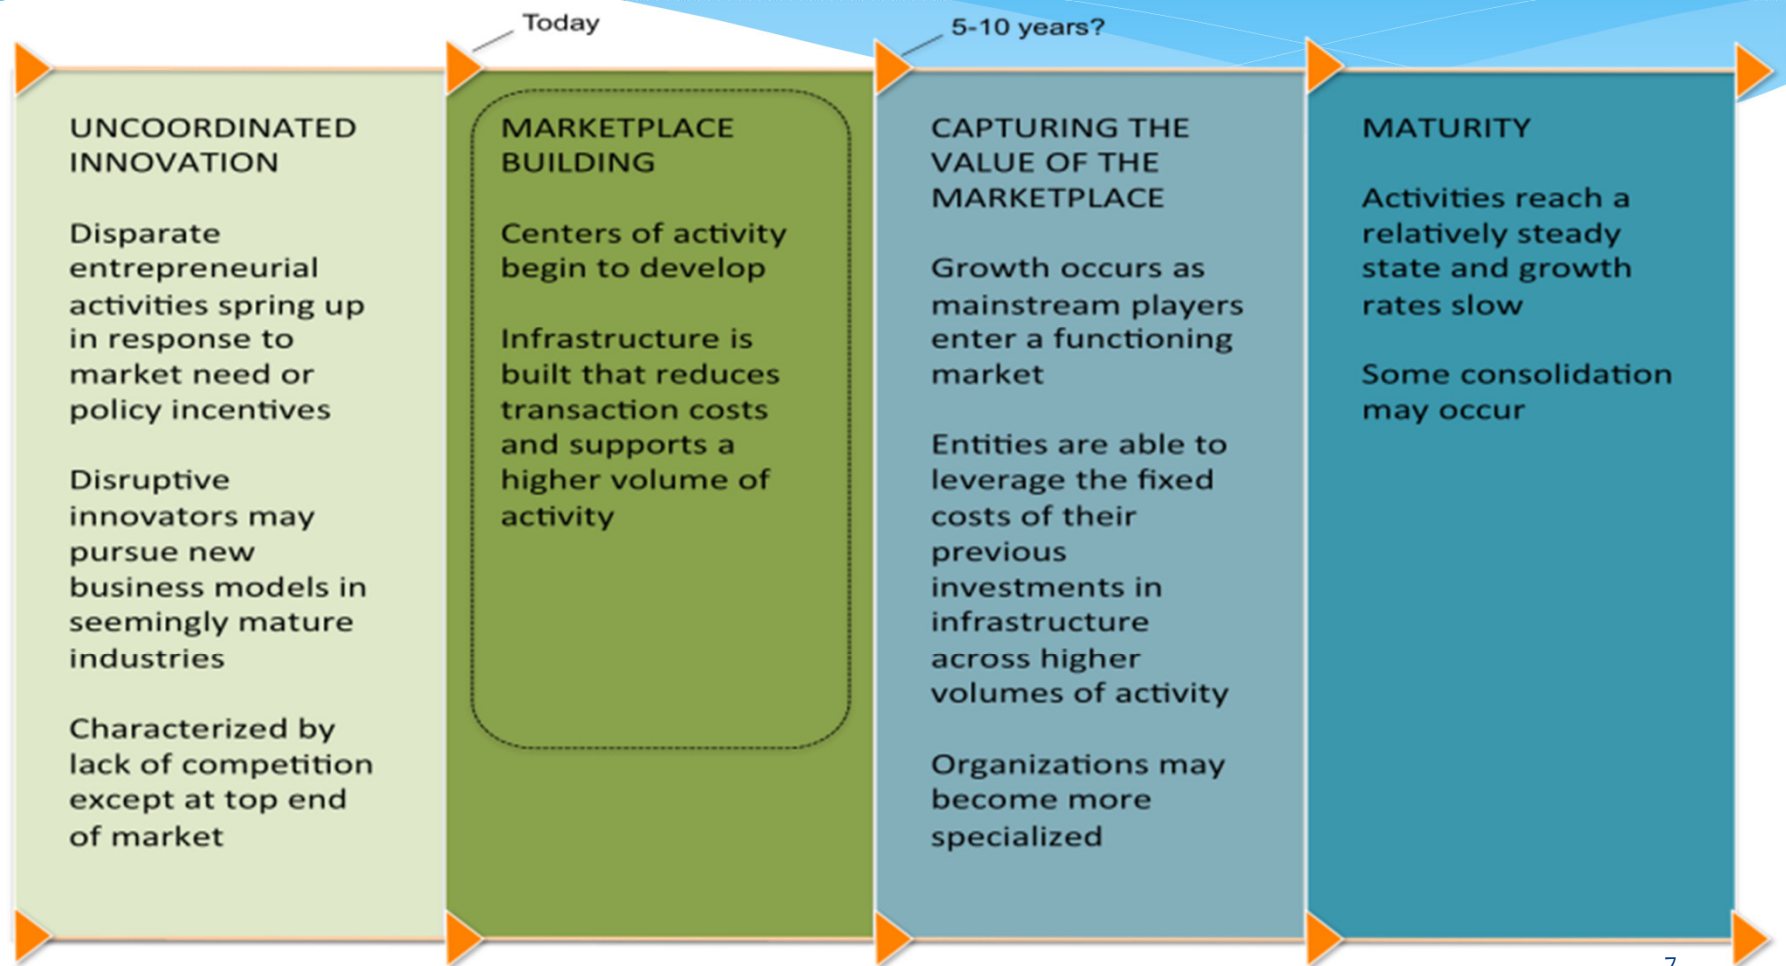 Today
5-10 years?
UNCOORDINATED
INNOVATION
Disparate
entrepreneurial
activities spring up
in response to
market need or
policy incentives
Disruptive
innovators may
pursue new
business models in
seemingly mature
industries
Characterized by
lack of competition
except at top end
of market
MARKETPLACE
BUILDING
Centers of activity
begin to develop
Infrastructure is
built that reduces
transaction costs
and supports a
higher volume of
activity
CAPTURING THE
VALUE OF THE
MARKETPLACE
Growth occurs as
mainstream players
enter a functioning
market
Entities are able to
leverage the fixed
costs of their
previous
investments in
infrastructure
across higher
volumes of activity
Organizations may
become more
specialized
MATURITY
Activities reach a
relatively steady
state and growth
rates slow
Some consolidation
may occur
7